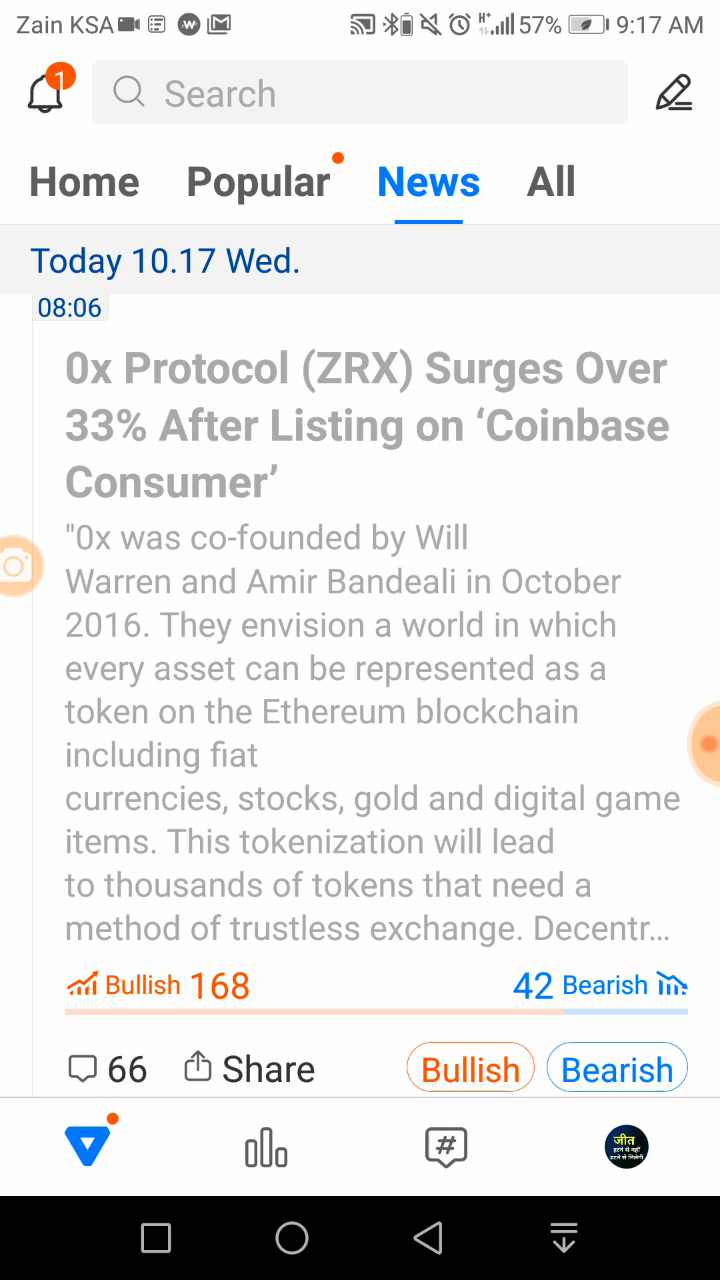 Zain KSA 57% 9:17 AM
1
Search
Home Popular News All
Today 10.17 Wed.
08:06
0x Protocol (ZRX) Surges Over
33% After Listing on ‘Coinbase
Consumer’
"0x was co-founded by Will
Warren and Amir Bandeali in October
2016. They envision a world in which
every asset can be represented as a
token on the Ethereum blockchain
including fiat
currencies, stocks, gold and digital game
items. This tokenization will lead
to thousands of tokens that need a
method of trustless exchange. Decentr...
Bullish 168 42 Bearish
66 Share Bullish Bearish
#
जीत